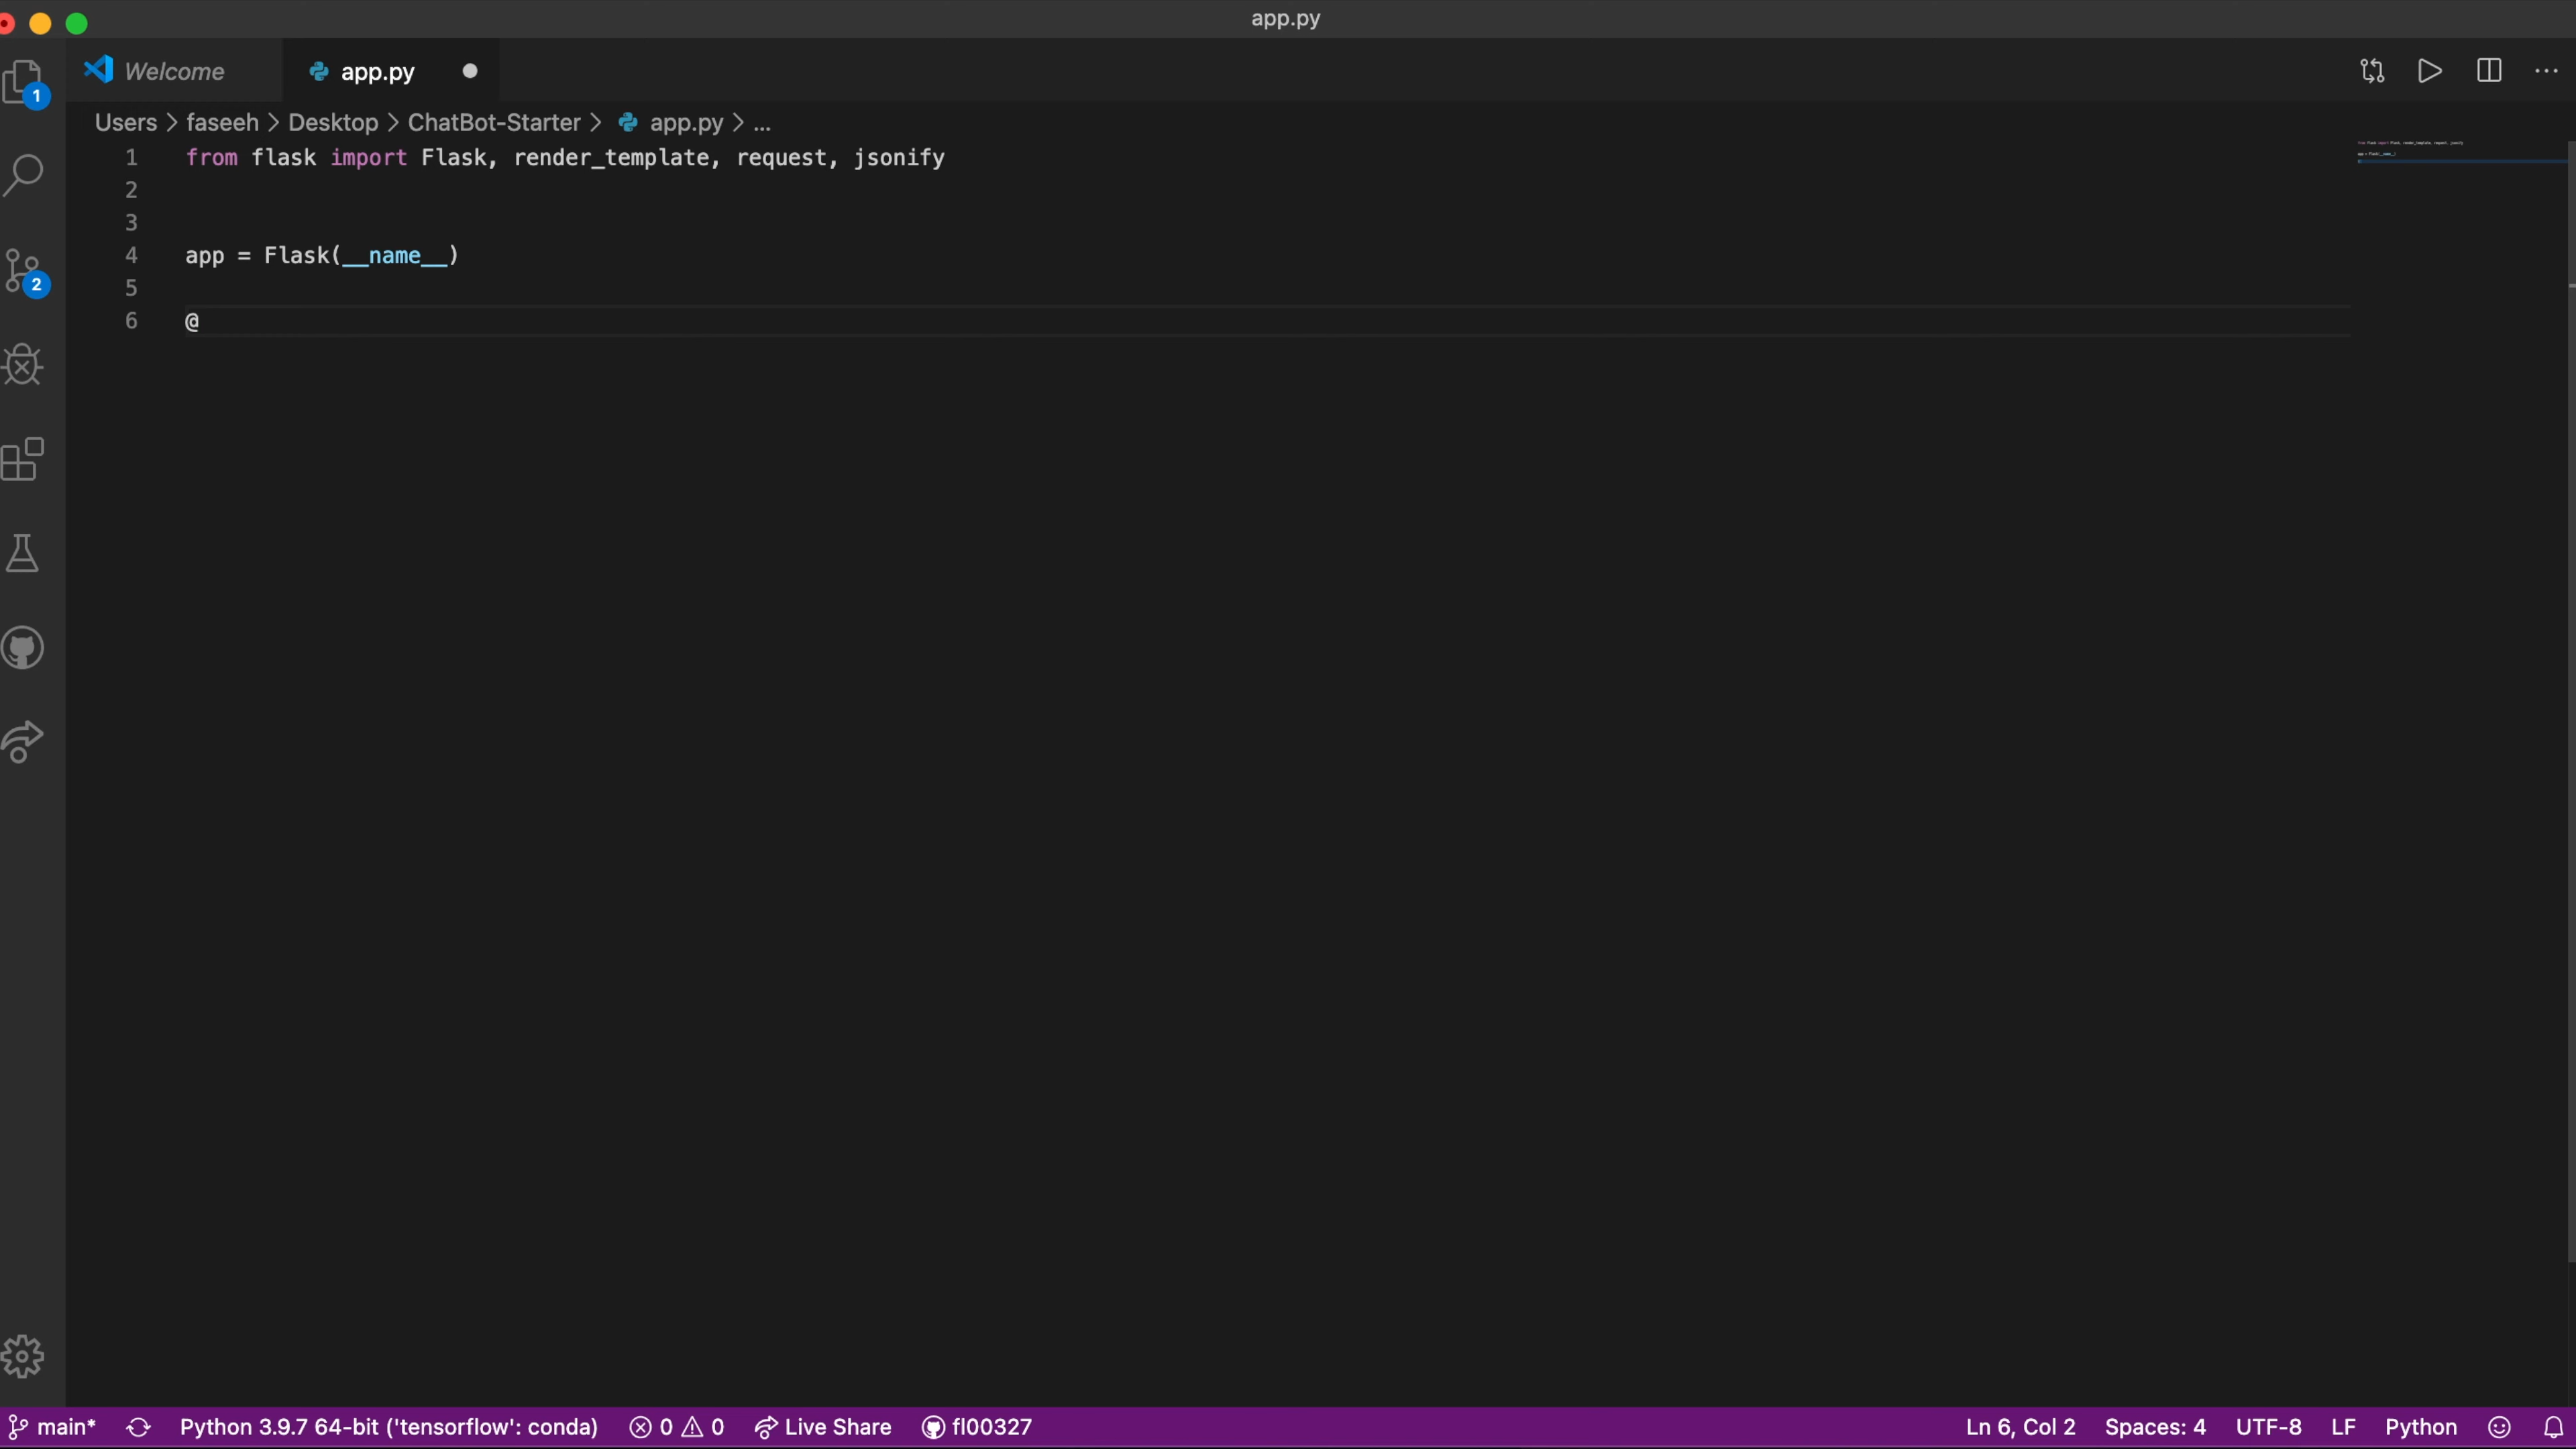 app.py
Welcome
app.py
Users > faseeh > Desktop > ChatBot-Starter > app.py > ...
1 from flask import Flask, render_template, request, jsonify
2
3
4 app = Flask(__name__)
5
6 @
1
2
main* Python 3.9.7 64-bit ('tensorflow': conda) 0 0 Live Share fl00327 Ln 6, Col 2 Spaces: 4 UTF-8 LF Python